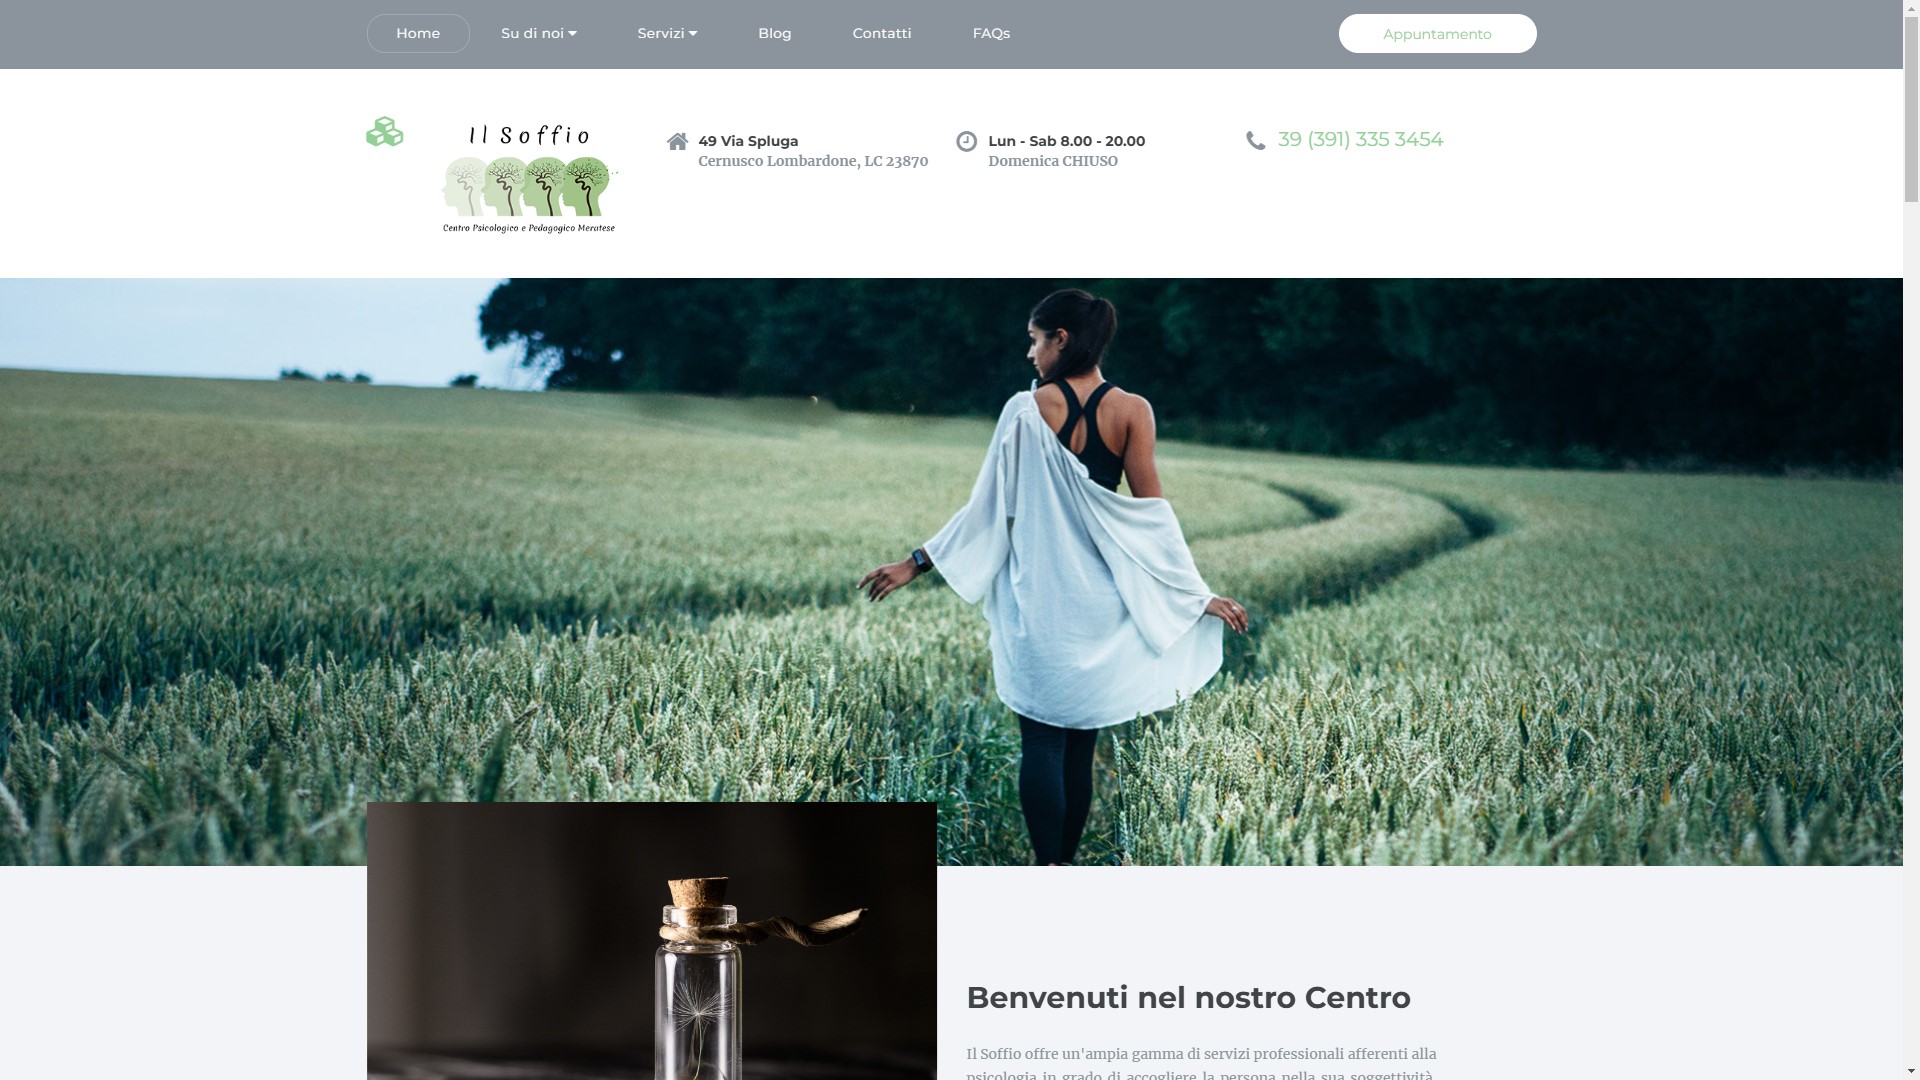 Home
Su di noi
Servizi
Blog
Contatti
FAQs
Appuntamento
Il Soffio
Centro Psicologico e Pedagogico Meratese
49 Via Spluga
Cernusco Lombardone, LC 23870
Lun - Sab 8.00 - 20.00
Domenica CHIUSO
39 (391) 335 3454
Benvenuti nel nostro Centro
Il Soffio offre un'ampia gamma di servizi professionali afferenti alla
psicologia in grado di accogliere la persona nella sua soggettività,